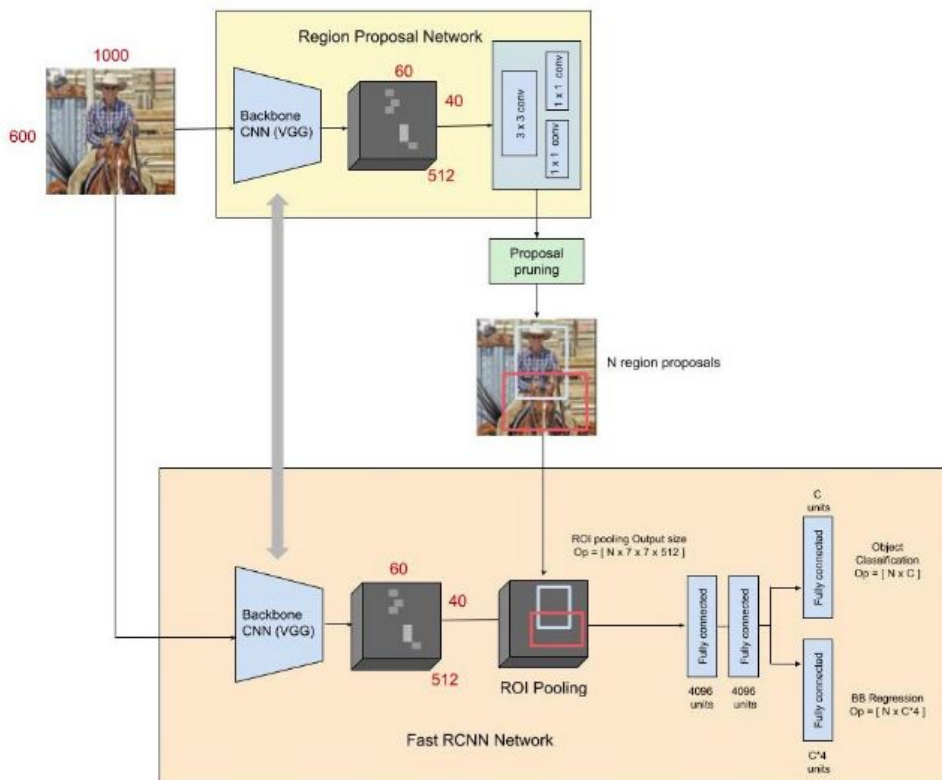 Region Proposal Network
1000
600
Backbone
CNN (VGG)
60
40
512
3 x 3 conv
1 x 1 conv
1 x 1 conv
Proposal
pruning
N region proposals
Backbone
CNN (VGG)
60
40
512
ROI pooling Output size
Op = [ N x 7 x 7 x 512 ]
ROI Pooling
Fully connected
4096
units
Fully connected
4096
units
C
units
Fully connected
Object
Classification
Op = [ N x C ]
Fully connected
C*4
units
BB Regression
Op = [ N x C*4 ]
Fast RCNN Network